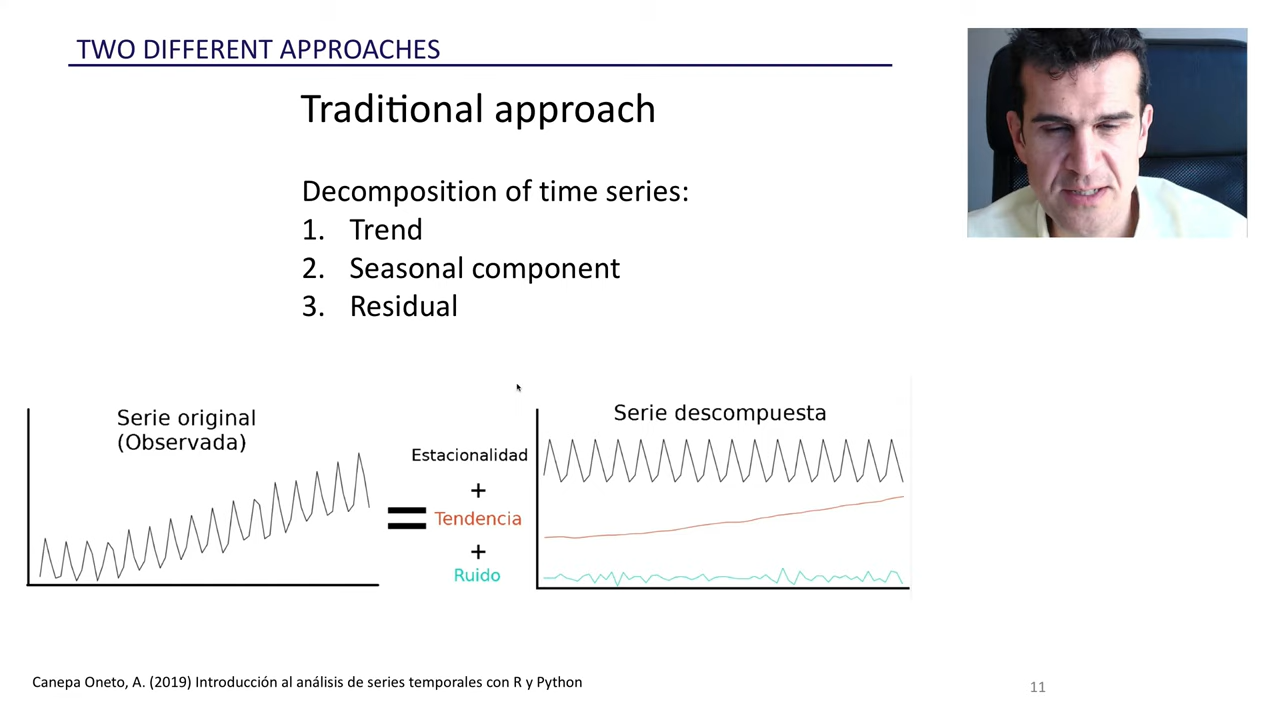 TWO DIFFERENT APPROACHES
Traditional approach
Decomposition of time series:
1. Trend
2. Seasonal component
3. Residual
Serie original
(Observada)
Estacionalidad
+
Tendencia
+
Ruido
=
Serie descompuesta
Canepa Oneto, A. (2019) Introducción al análisis de series temporales con R y Python
11